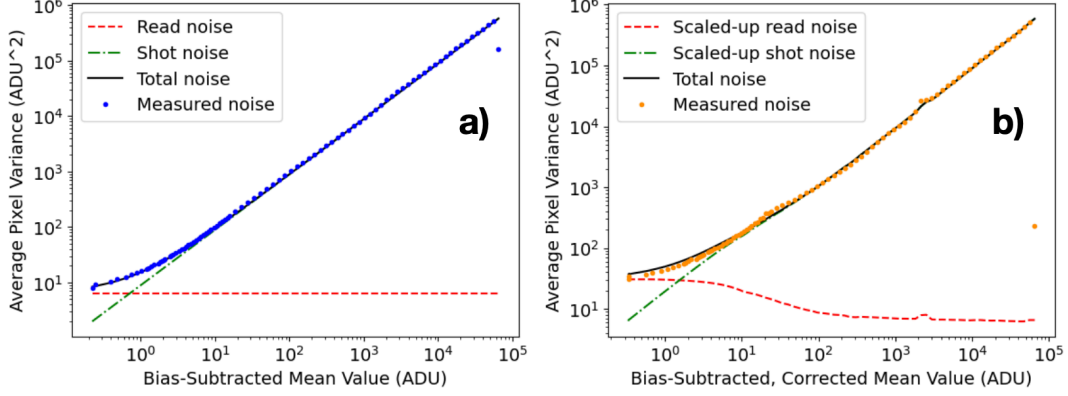 Read noise
Shot noise
Total noise
Measured noise
a)
10^6
10^5
10^4
10^3
10^2
10^1
Average Pixel Variance (ADU^2)
10^0 10^1 10^2 10^3 10^4 10^5
Bias-Subtracted Mean Value (ADU)
Scaled-up read noise
Scaled-up shot noise
Total noise
Measured noise
b)
10^6
10^5
10^4
10^3
10^2
10^1
Average Pixel Variance (ADU^2)
10^0 10^1 10^2 10^3 10^4 10^5
Bias-Subtracted, Corrected Mean Value (ADU)